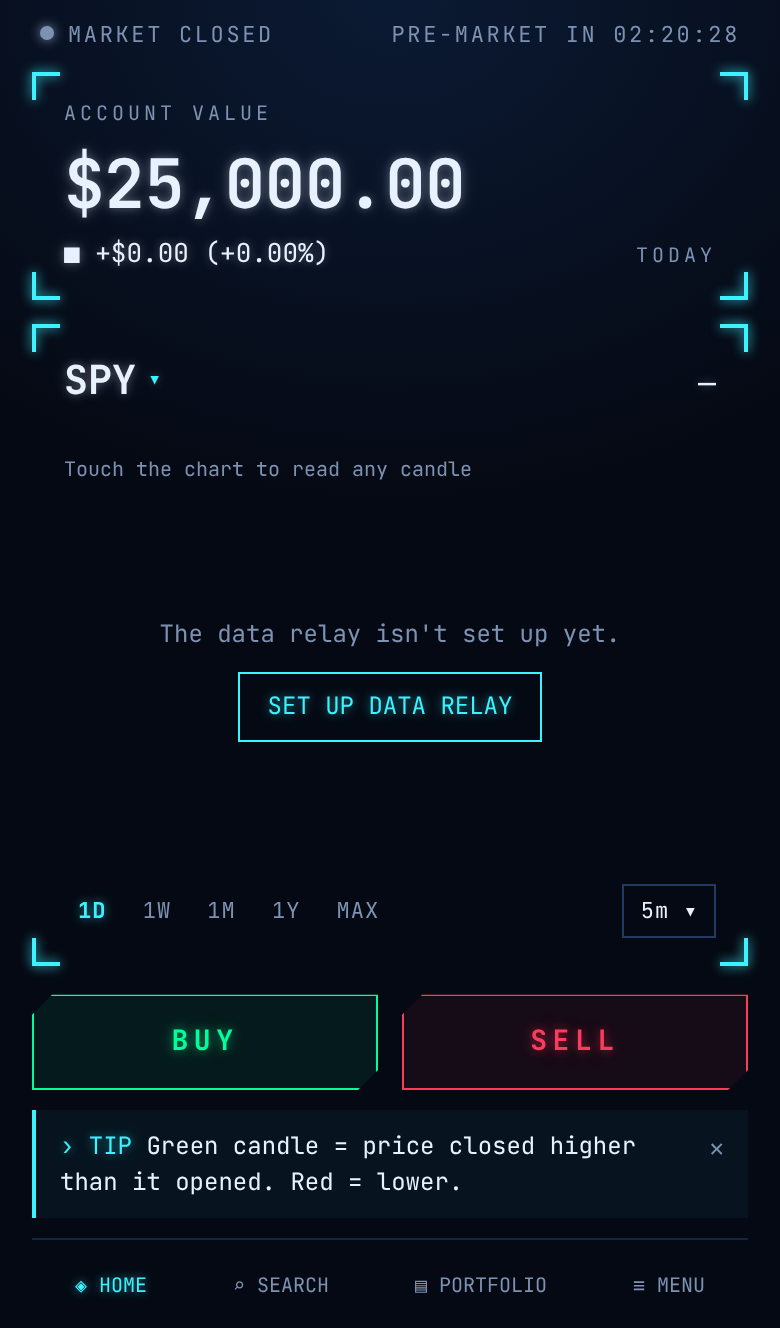 MARKET CLOSED PRE-MARKET IN 02:20:28
ACCOUNT VALUE
$25,000.00
■ +$0.00 (+0.00%) TODAY
SPY ▾ —
Touch the chart to read any candle
The data relay isn't set up yet.
SET UP DATA RELAY
1D 1W 1M 1Y MAX 5m ▾
BUY SELL
› TIP Green candle = price closed higher ✕
than it opened. Red = lower.
◈ HOME ⌕ SEARCH ▤ PORTFOLIO ≡ MENU